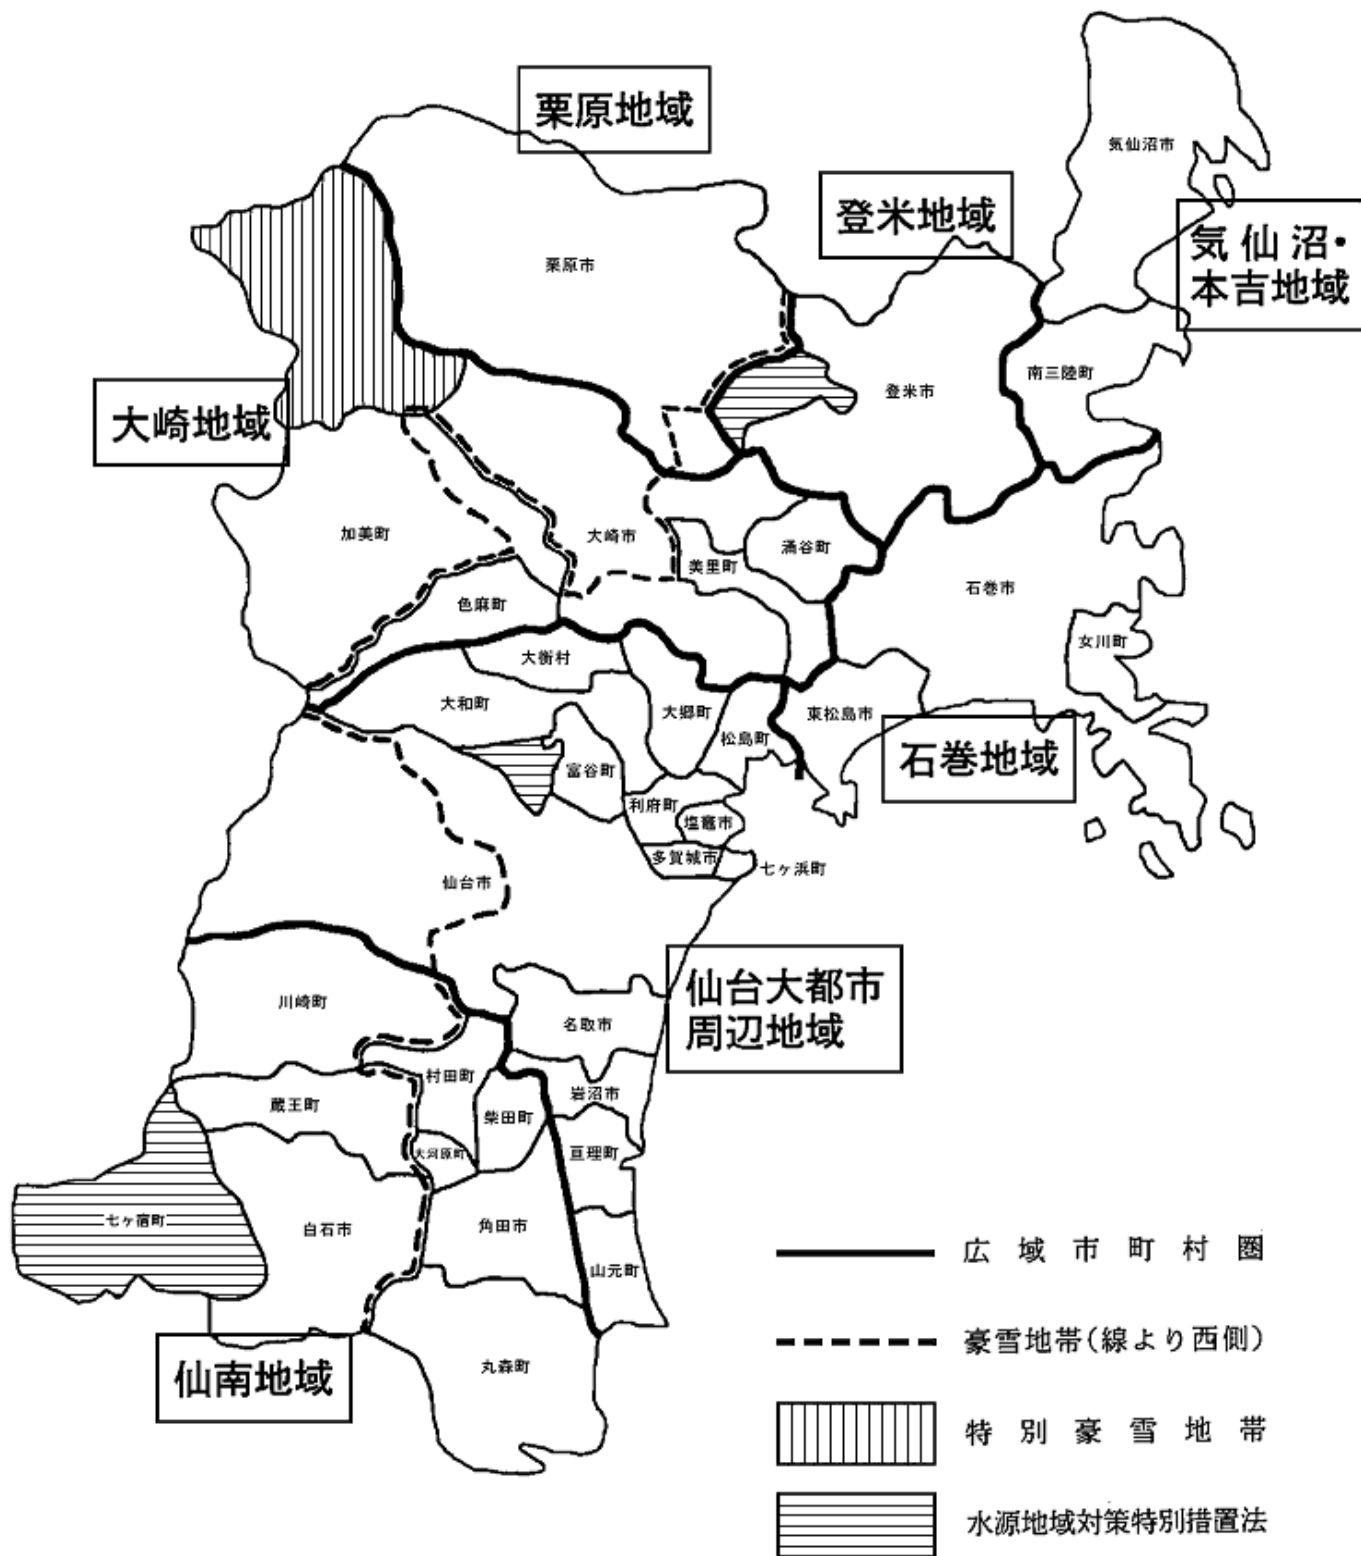 栗原地域
気仙沼市
登米地域
気仙沼・
本吉地域
栗原市
南三陸町
登米市
大崎地域
加美町
大崎市
涌谷町
美里町
石巻市
色麻町
女川町
大衡村
大和町
大郷町
東松島市
松島町
石巻地域
富谷町
利府町
塩竈市
多賀城市
七ヶ浜町
仙台市
仙台大都市
周辺地域
川崎町
名取市
村田町
岩沼市
蔵王町
柴田町
大河原町
亘理町
七ヶ宿町
白石市
角田市
山元町
広域市町村圏
豪雪地帯(線より西側)
仙南地域
丸森町
特別豪雪地帯
水源地域対策特別措置法